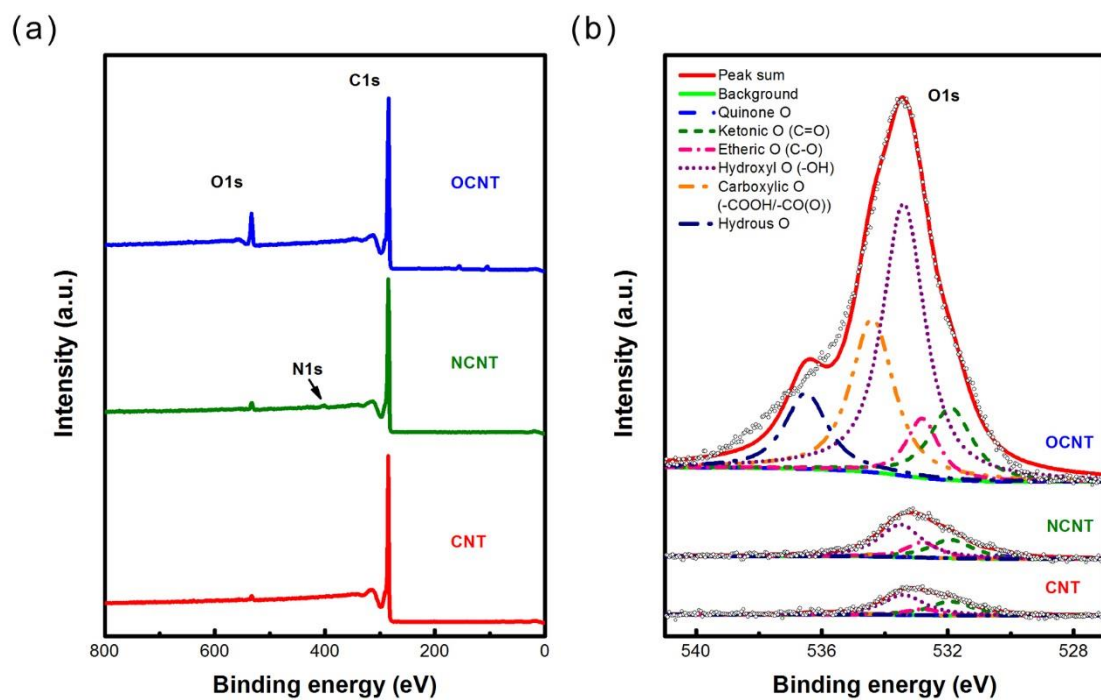 (a)
C1s
O1s
OCNT
N1s
NCNT
CNT
Intensity (a.u.)
800
600
400
200
0
Binding energy (eV)
(b)
Peak sum
Background
Quinone O
Ketonic O (C=O)
Etheric O (C-O)
Hydroxyl O (-OH)
Carboxylic O
(-COOH/-CO(O))
Hydrous O
O1s
OCNT
NCNT
CNT
Intensity (a.u.)
540
536
532
528
Binding energy (eV)